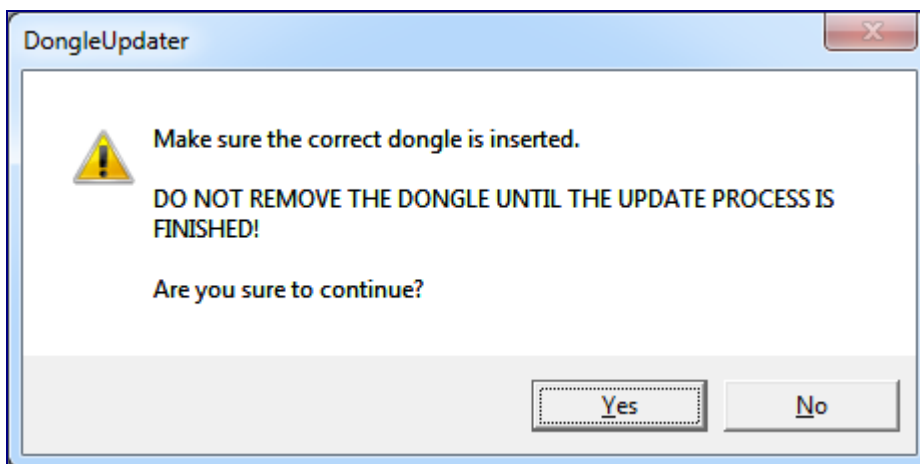 DongleUpdater
Make sure the correct dongle is inserted.
DO NOT REMOVE THE DONGLE UNTIL THE UPDATE PROCESS IS
FINISHED!
Are you sure to continue?
Yes
No